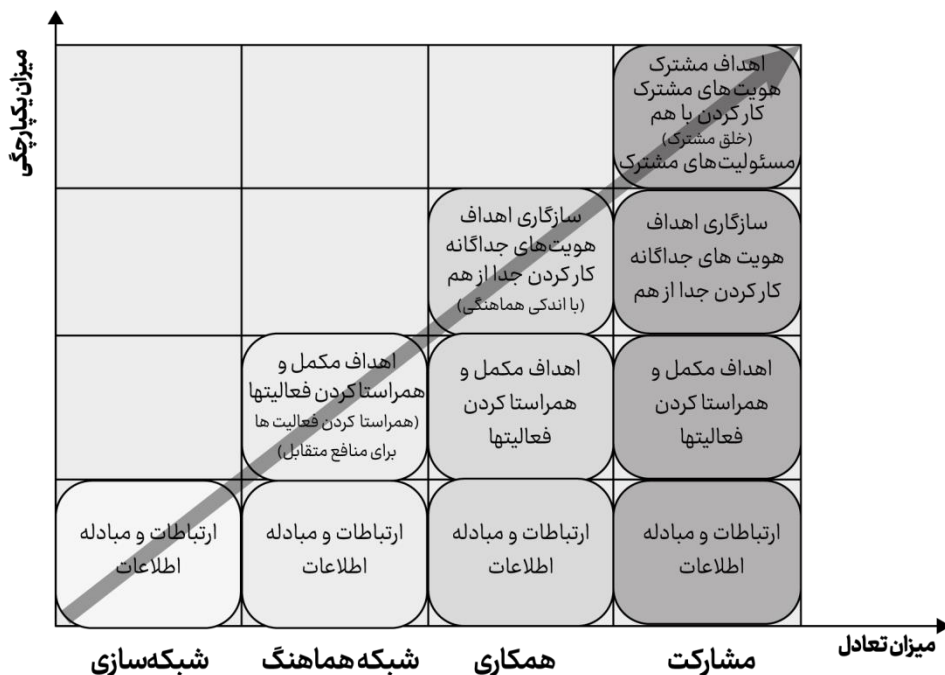 میزان یکپارچگی
اهداف مشترک
هویت‌های مشترک
کار کردن با هم
(خلق مشترک)
مسئولیت‌های مشترک
سازگاری اهداف
هویت‌های جداگانه
کار کردن جدا از هم
(با اندکی هماهنگی)
سازگاری اهداف
هویت های جداگانه
کار کردن جدا از هم
اهداف مکمل و
همراستا کردن فعالیتها
(همراستا کردن فعالیت ها
برای منافع متقابل)
اهداف مکمل و
همراستا کردن
فعالیتها
اهداف مکمل و
همراستا کردن
فعالیتها
ارتباطات و مبادله
اطلاعات
ارتباطات و مبادله
اطلاعات
ارتباطات و مبادله
اطلاعات
ارتباطات و مبادله
اطلاعات
شبکه‌سازی
شبکه هماهنگ
همکاری
مشارکت
میزان تعادل